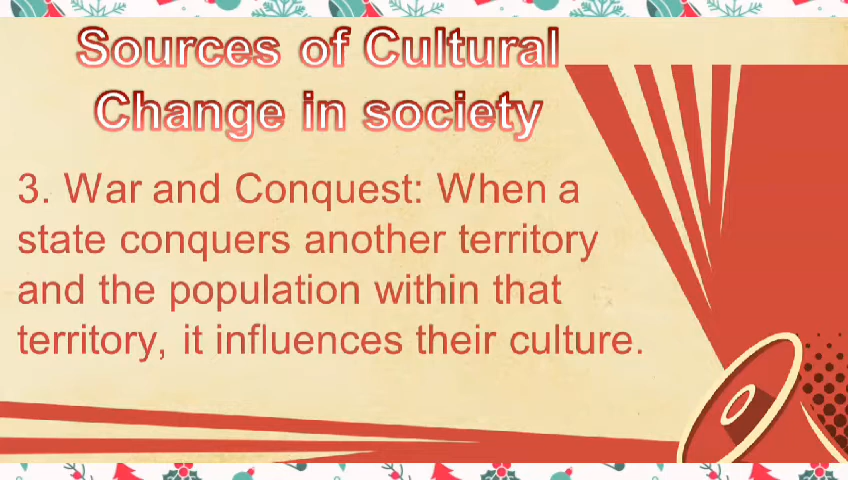 Sources of Cultural
Change in society
3. War and Conquest: When a
state conquers another territory
and the population within that
territory, it influences their culture.